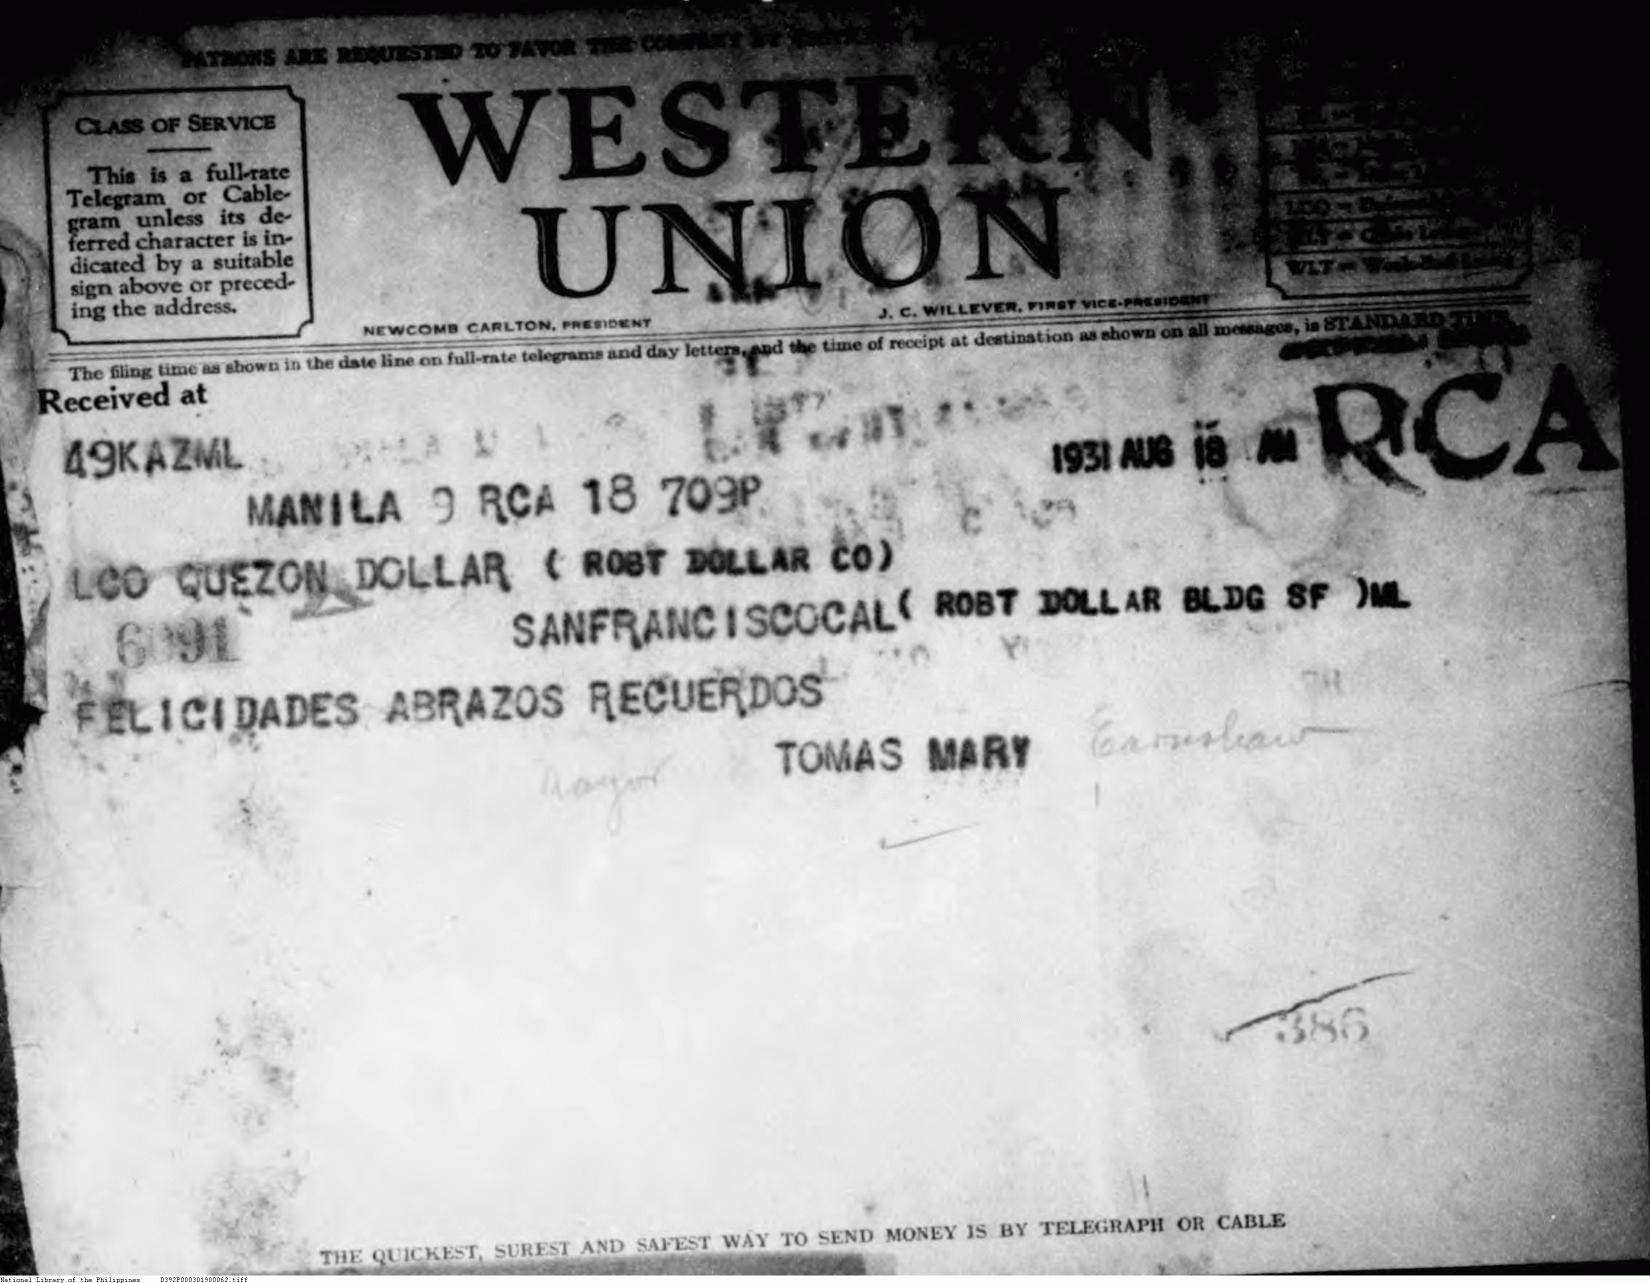 PATRONS ARE REQUESTED TO FAVOR THE COMPANY BY
CLASS OF SERVICE
This is a full-rate
Telegram or Cable-
gram unless its de-
ferred character is in-
dicated by a suitable
sign above or preced-
ing the address.
WESTERN
UNION
WLT = Week-End Letter
NEWCOMB CARLTON, PRESIDENT
J. C. WILLEVER, FIRST VICE-PRESIDENT
The filing time as shown in the date line on full-rate telegrams and day letters, and the time of receipt at destination as shown on all messages, is STANDARD TIME
Received at
49KAZML
1931 AUG 18 AM RCA
MANILA 9 RCA 18 709P
LCO QUEZON DOLLAR ( ROBT DOLLAR CO)
SANFRANCISCOCAL ( ROBT DOLLAR BLDG SF )ML
FELICIDADES ABRAZOS RECUERDOS
TOMAS MARY Earnshaw
Mayor
386
THE QUICKEST, SUREST AND SAFEST WAY TO SEND MONEY IS BY TELEGRAPH OR CABLE
National Library of the Philippines D392P000301900062.tiff